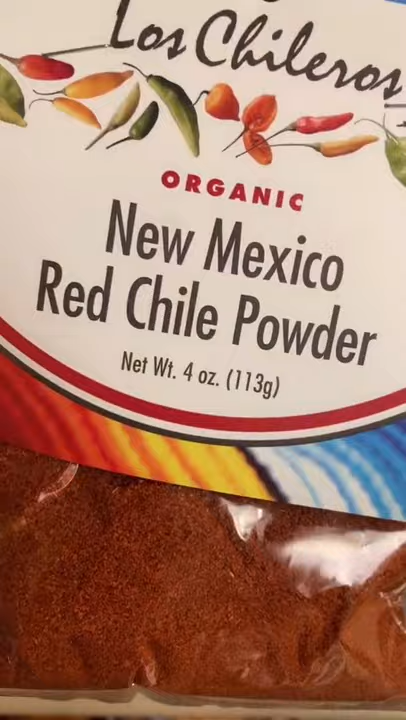 Los Chileros
ORGANIC
New Mexico
Red Chile Powder
Net Wt. 4 oz. (113g)